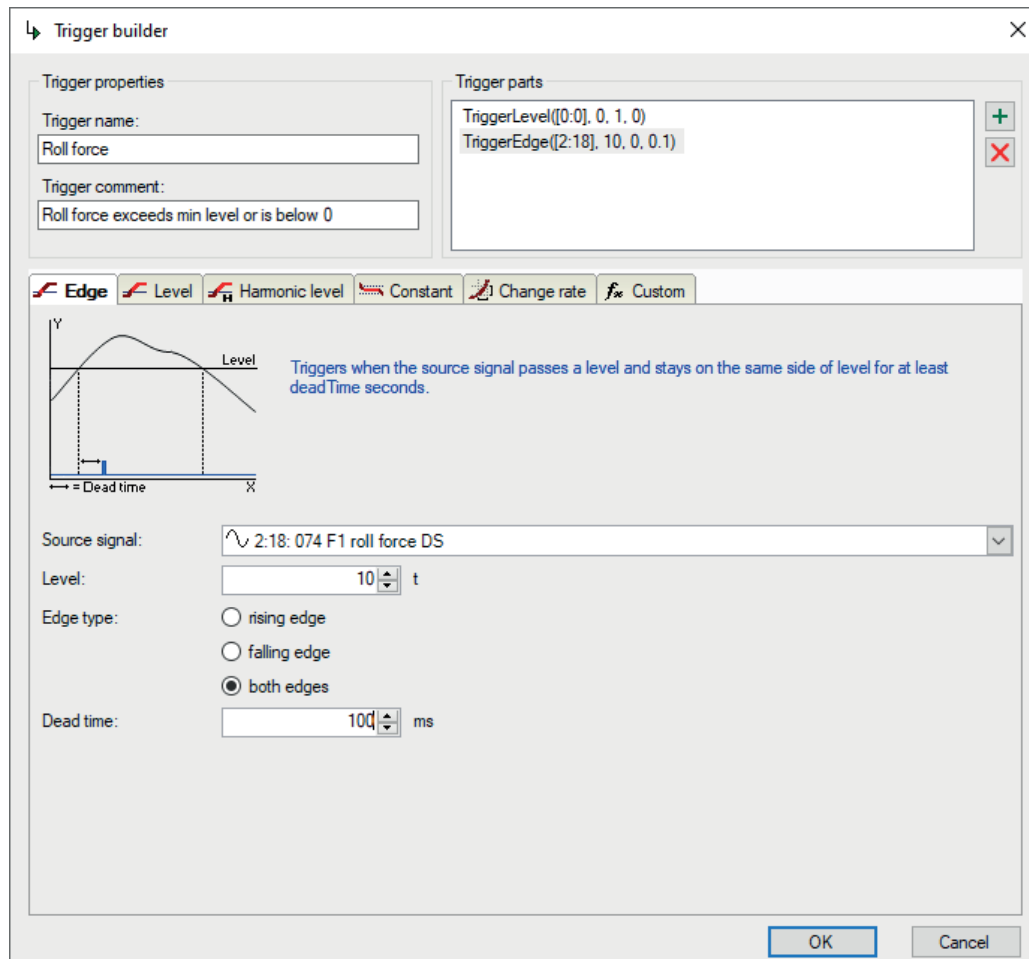 Trigger builder
Trigger properties
Trigger name:
Roll force
Trigger comment:
Roll force exceeds min level or is below 0
Trigger parts
TriggerLevel([0:0], 0, 1, 0)
TriggerEdge([2:18], 10, 0, 0.1)
Edge
Level
Harmonic level
Constant
Change rate
Custom
Y
Level
= Dead time
X
Triggers when the source signal passes a level and stays on the same side of level for at least
deadTime seconds.
Source signal:
2:18: 074 F1 roll force DS
Level:
10
t
Edge type:
rising edge
falling edge
both edges
Dead time:
100
ms
OK
Cancel